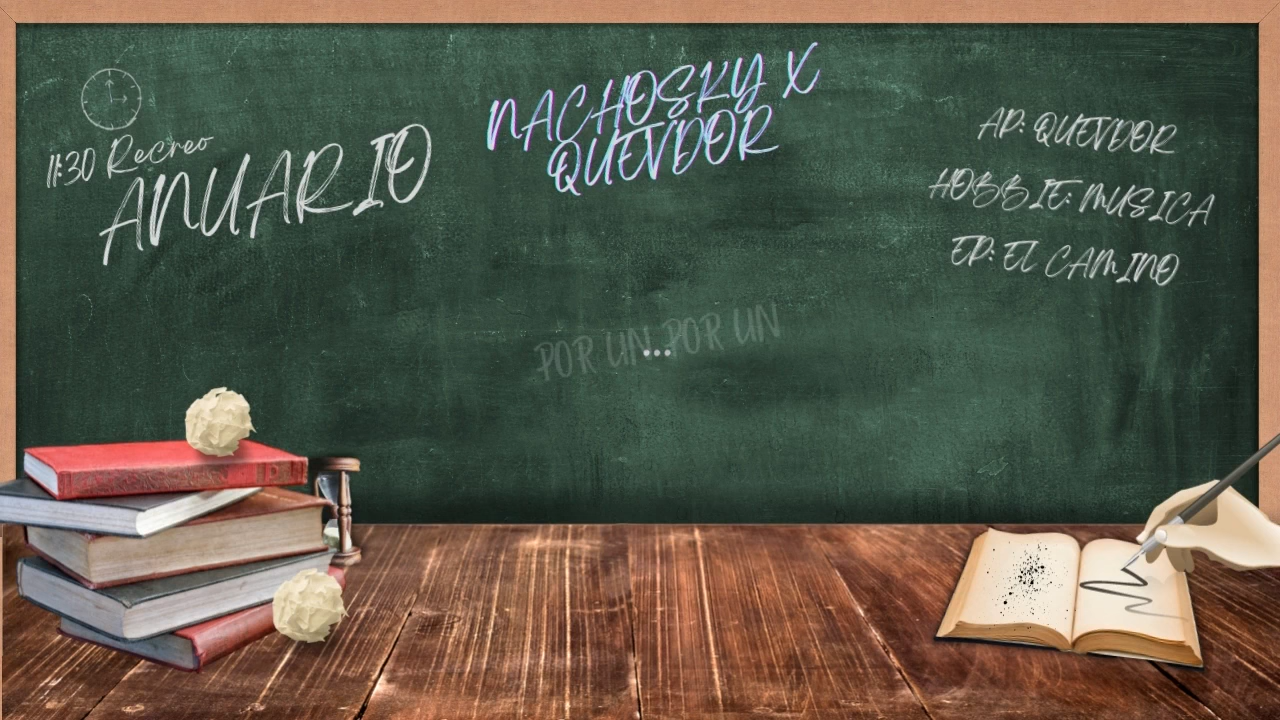 11:30 Recreo
ANUARIO
NACHOSKY X
QUEVDOR
AP: QUEVDOR
HOBBIE: MUSICA
EP: EL CAMINO
POR UN...POR UN